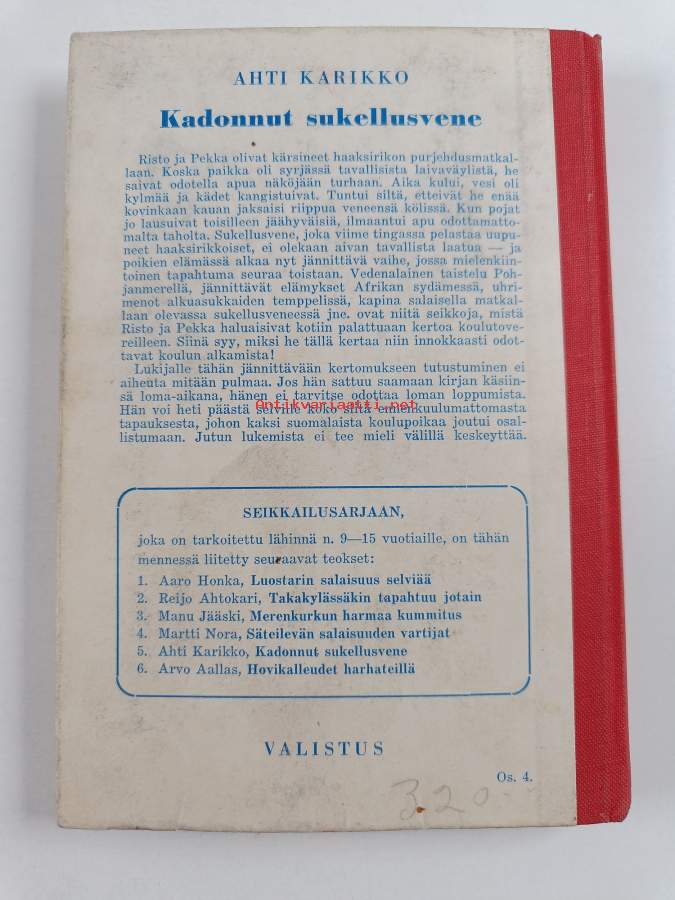 AHTI KARIKKO
Kadonnut sukellusvene
Risto ja Pekka olivat kärsineet haaksirikon purjehdusmatkal-
laan. Koska paikka oli syrjässä tavallisista laivaväylistä, he
saivat odotella apua näköjään turhaan. Aika kului, vesi oli
kylmää ja kädet kangistuivat. Tuntui siltä, etteivät he enää
kovinkaan kauan jaksaisi riippua veneensä kölissä. Kun pojat
jo lausuivat toisilleen jäähyväisiä, ilmaantui apu odottamatto-
malta taholta. Sukellusvene, joka viime tingassa pelastaa uupu-
neet haaksirikkoiset, ei olekaan aivan tavallista laatua — ja
poikien elämässä alkaa nyt jännittävä vaihe, jossa mielenkiin-
toinen tapahtuma seuraa toistaan. Vedenalainen taistelu Poh-
janmerellä, jännittävät elämykset Afrikan sydämessä, uhri-
menot alkuasukkaiden temppelissä, kapina salaisella matkal-
laan olevassa sukellusveneessä jne. ovat niitä seikkoja, mistä
Risto ja Pekka haluaisivat kotiin palattuaan kertoa koulutove-
reilleen. Siinä syy, miksi he tällä kertaa niin innokkaasti odot-
tavat koulun alkamista!
Lukijalle tähän jännittävään kertomukseen tutustuminen ei
aiheuta mitään pulmaa. Jos hän sattuu saamaan kirjan käsiin-
sä loma-aikana, hänen ei tarvitse odottaa loman loppumista.
Antikvariaatti.net
Hän voi heti päästä selville koko siitä ennenkuulumattomasta
tapauksesta, johon kaksi suomalaista koulupoikaa joutui osal-
listumaan. Jutun lukemista ei tee mieli välillä keskeyttää.
SEIKKAILUSARJAAN,
joka on tarkoitettu lähinnä n. 9—15 vuotiaille, on tähän
mennessä liitetty seuraavat teokset:
1. Aaro Honka, Luostarin salaisuus selviää
2. Reijo Ahtokari, Takakylässäkin tapahtuu jotain
3. Manu Jääski, Merenkurkun harmaa kummitus
4. Martti Nora, Säteilevän salaisuuden vartijat
5. Ahti Karikko, Kadonnut sukellusvene
6. Arvo Aallas, Hovikalleudet harhateillä
VALISTUS
Os. 4.
320